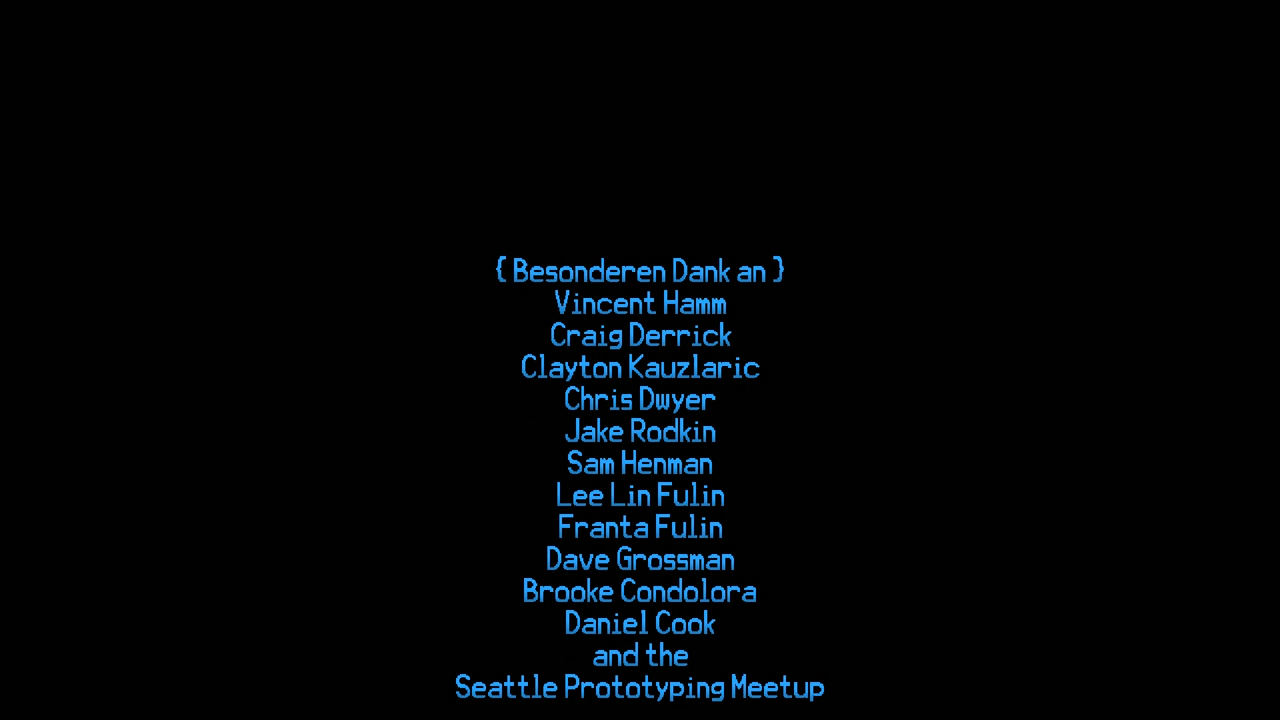 { Besonderen Dank an }
Vincent Hamm
Craig Derrick
Clayton Kauzlaric
Chris Dwyer
Jake Rodkin
Sam Henman
Lee Lin Fulin
Franta Fulin
Dave Grossman
Brooke Condolora
Daniel Cook
and the
Seattle Prototyping Meetup